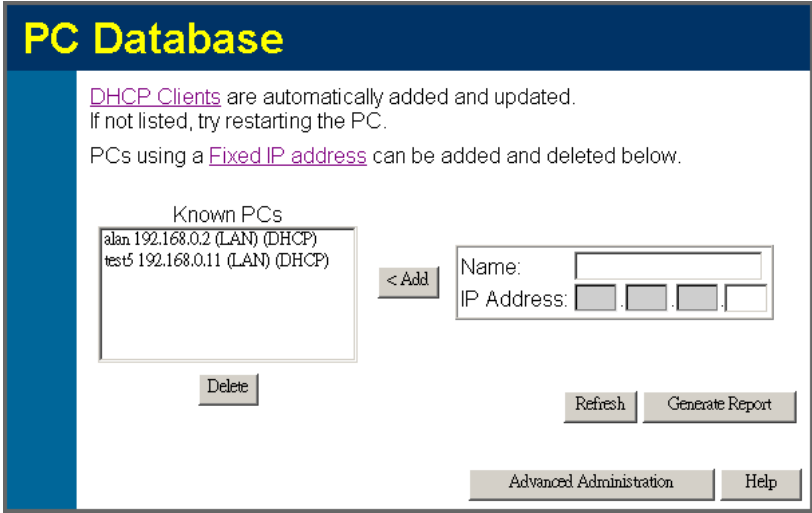 PC Database
DHCP Clients are automatically added and updated.
If not listed, try restarting the PC.
PCs using a Fixed IP address can be added and deleted below.
Known PCs
alan 192.168.0.2 (LAN) (DHCP)
test5 192.168.0.11 (LAN) (DHCP)
< Add
Name:
IP Address: . . .
Delete
Refresh
Generate Report
Advanced Administration
Help